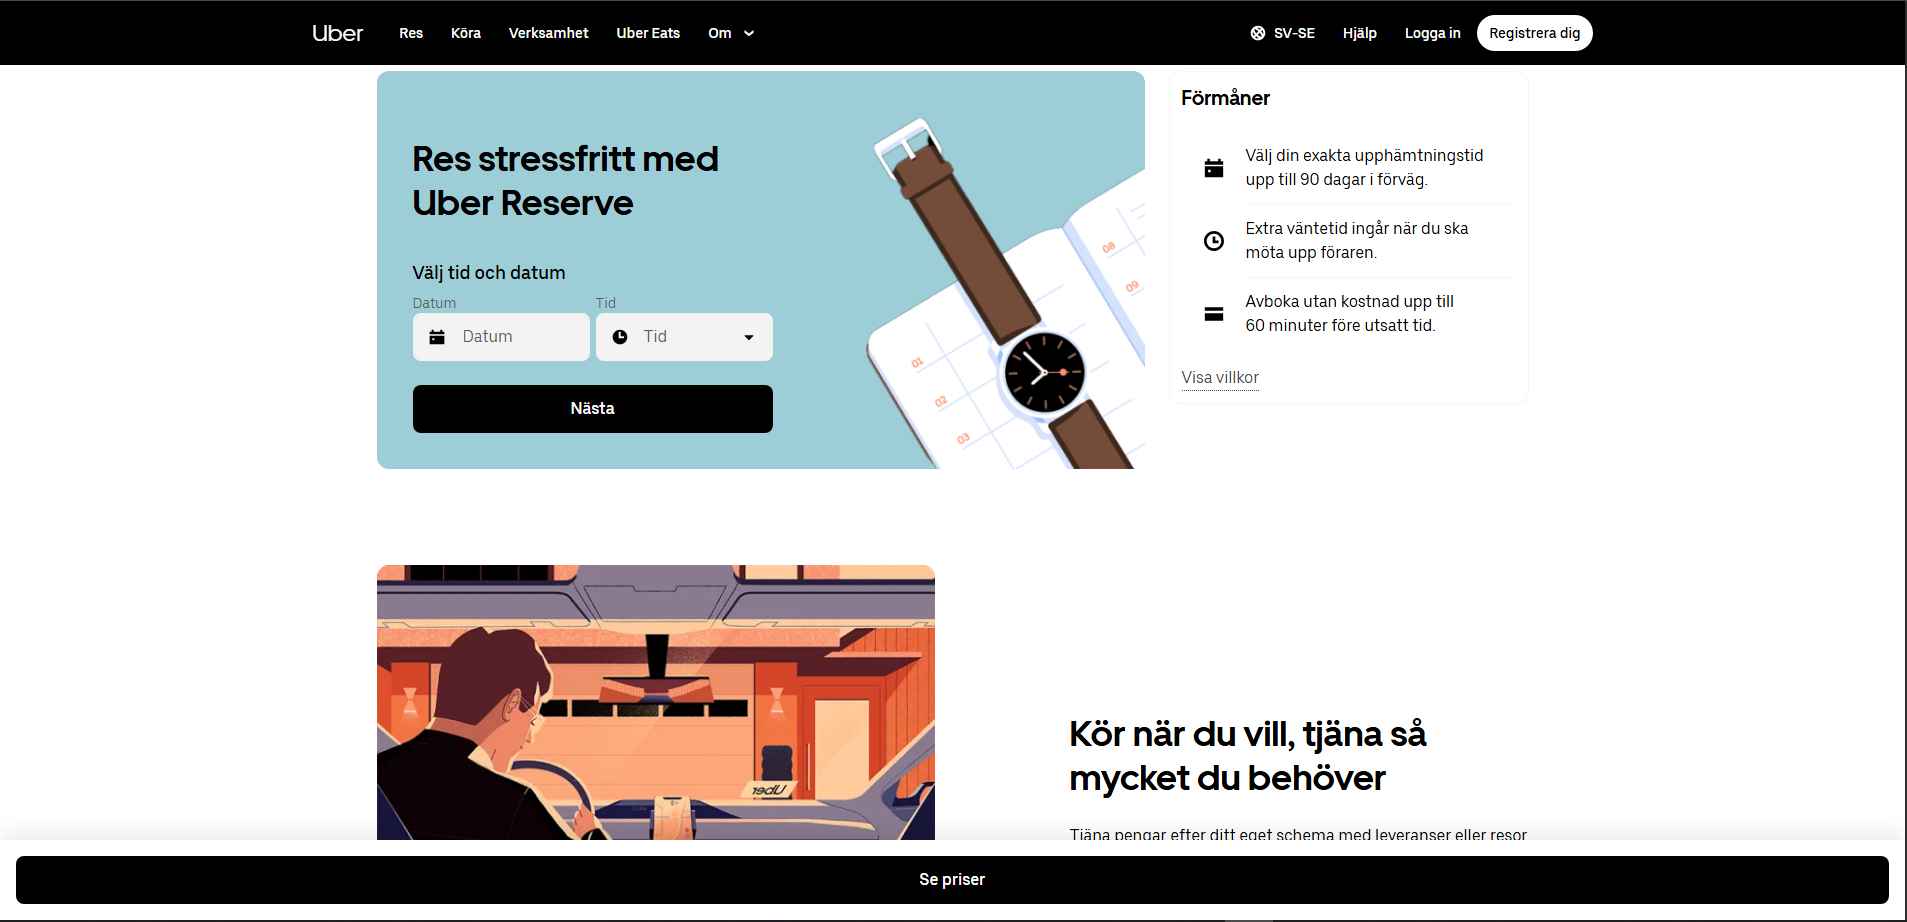 Uber Res Köra Verksamhet Uber Eats Om SV-SE Hjälp Logga in Registrera dig
Res stressfritt med
Uber Reserve
Välj tid och datum
Datum Tid
Datum Tid
Nästa
08
09
01
02
03
Förmåner
Välj din exakta upphämtningstid
upp till 90 dagar i förväg.
Extra väntetid ingår när du ska
möta upp föraren.
Avboka utan kostnad upp till
60 minuter före utsatt tid.
Visa villkor
Uber
Kör när du vill, tjäna så
mycket du behöver
Tjäna pengar efter ditt eget schema med leveranser eller resor
Se priser